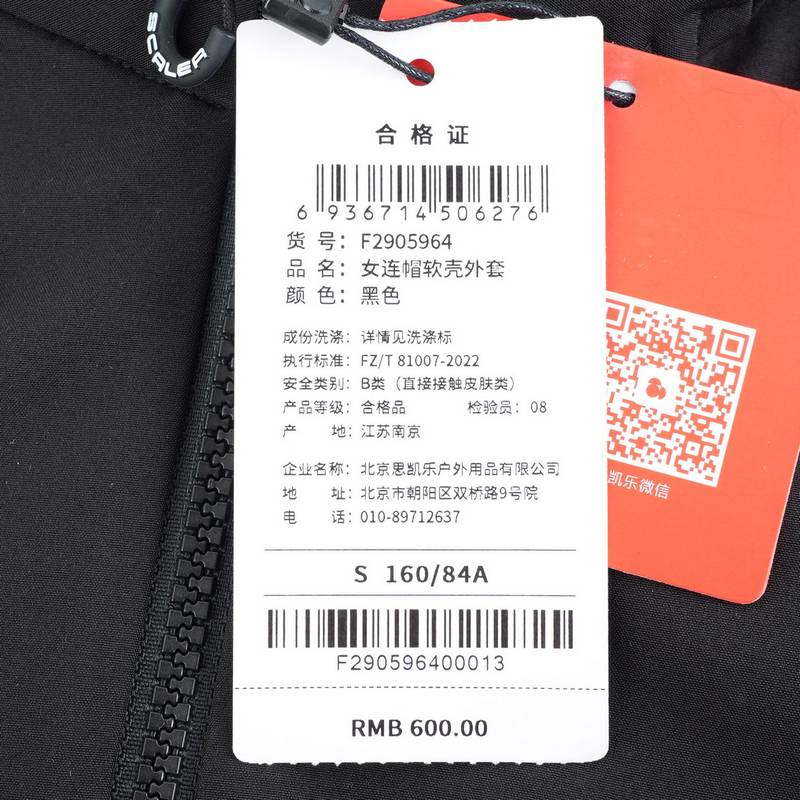 SCALER
合格证
6 936714 506276
货号：F2905964
品名：女连帽软壳外套
颜色：黑色
成份洗涤：详情见洗涤标
执行标准：FZ/T 81007-2022
安全类别：B类（直接接触皮肤类）
产品等级：合格品 检验员：08
产地：江苏南京
企业名称：北京思凯乐户外用品有限公司
地址：北京市朝阳区双桥路9号院
电话：010-89712637
凯乐微信
S 160/84A
F290596400013
RMB 600.00